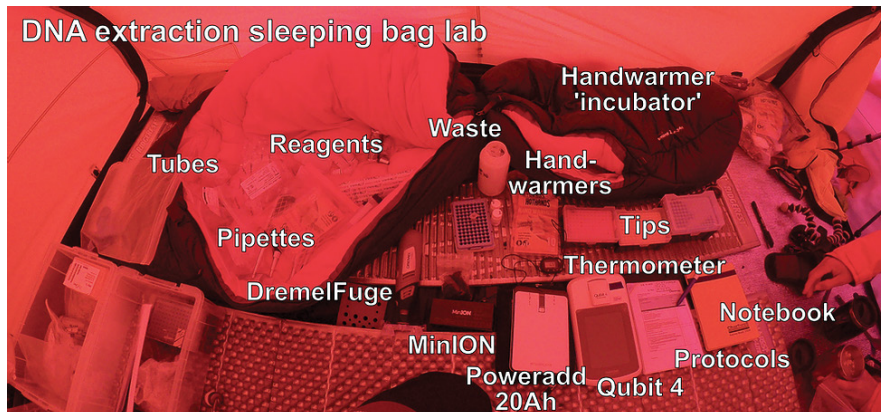 DNA extraction sleeping bag lab
Handwarmer
'incubator'
Waste
Reagents
Tubes
Hand-
warmers
Pipettes
Tips
Thermometer
DremelFuge
MinION
Notebook
MinION
Protocols
Poweradd
20Ah
Qubit 4